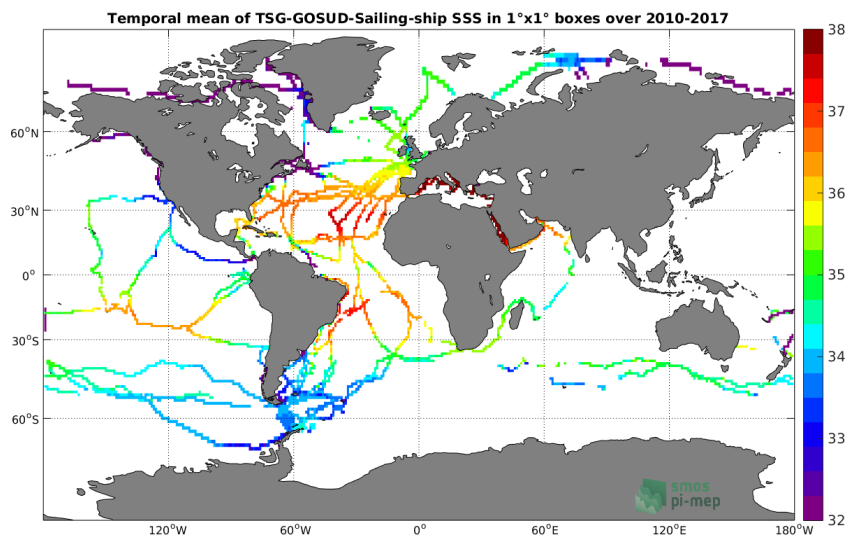 Temporal mean of TSG-GOSUD-Sailing-ship SSS in 1°x1° boxes over 2010-2017
38
37
36
35
34
33
32
60°N
30°N
0°
30°S
60°S
120°W
60°W
0°
60°E
120°E
180°W
smos
pi-mep